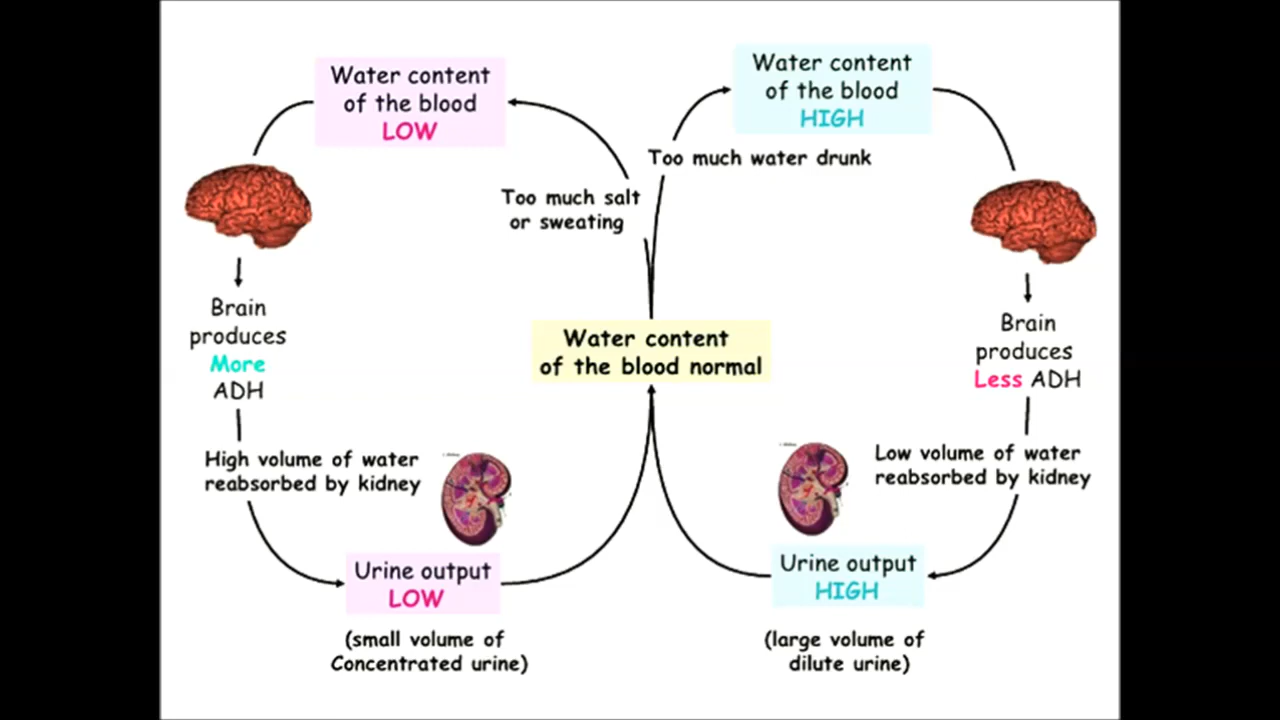 Water content
of the blood
LOW
Water content
of the blood
HIGH
Too much water drunk
Too much salt
or sweating
Brain
produces
More
ADH
Water content
of the blood normal
Brain
produces
Less ADH
High volume of water
reabsorbed by kidney
Low volume of water
reabsorbed by kidney
Urine output
LOW
Urine output
HIGH
(small volume of
Concentrated urine)
(large volume of
dilute urine)